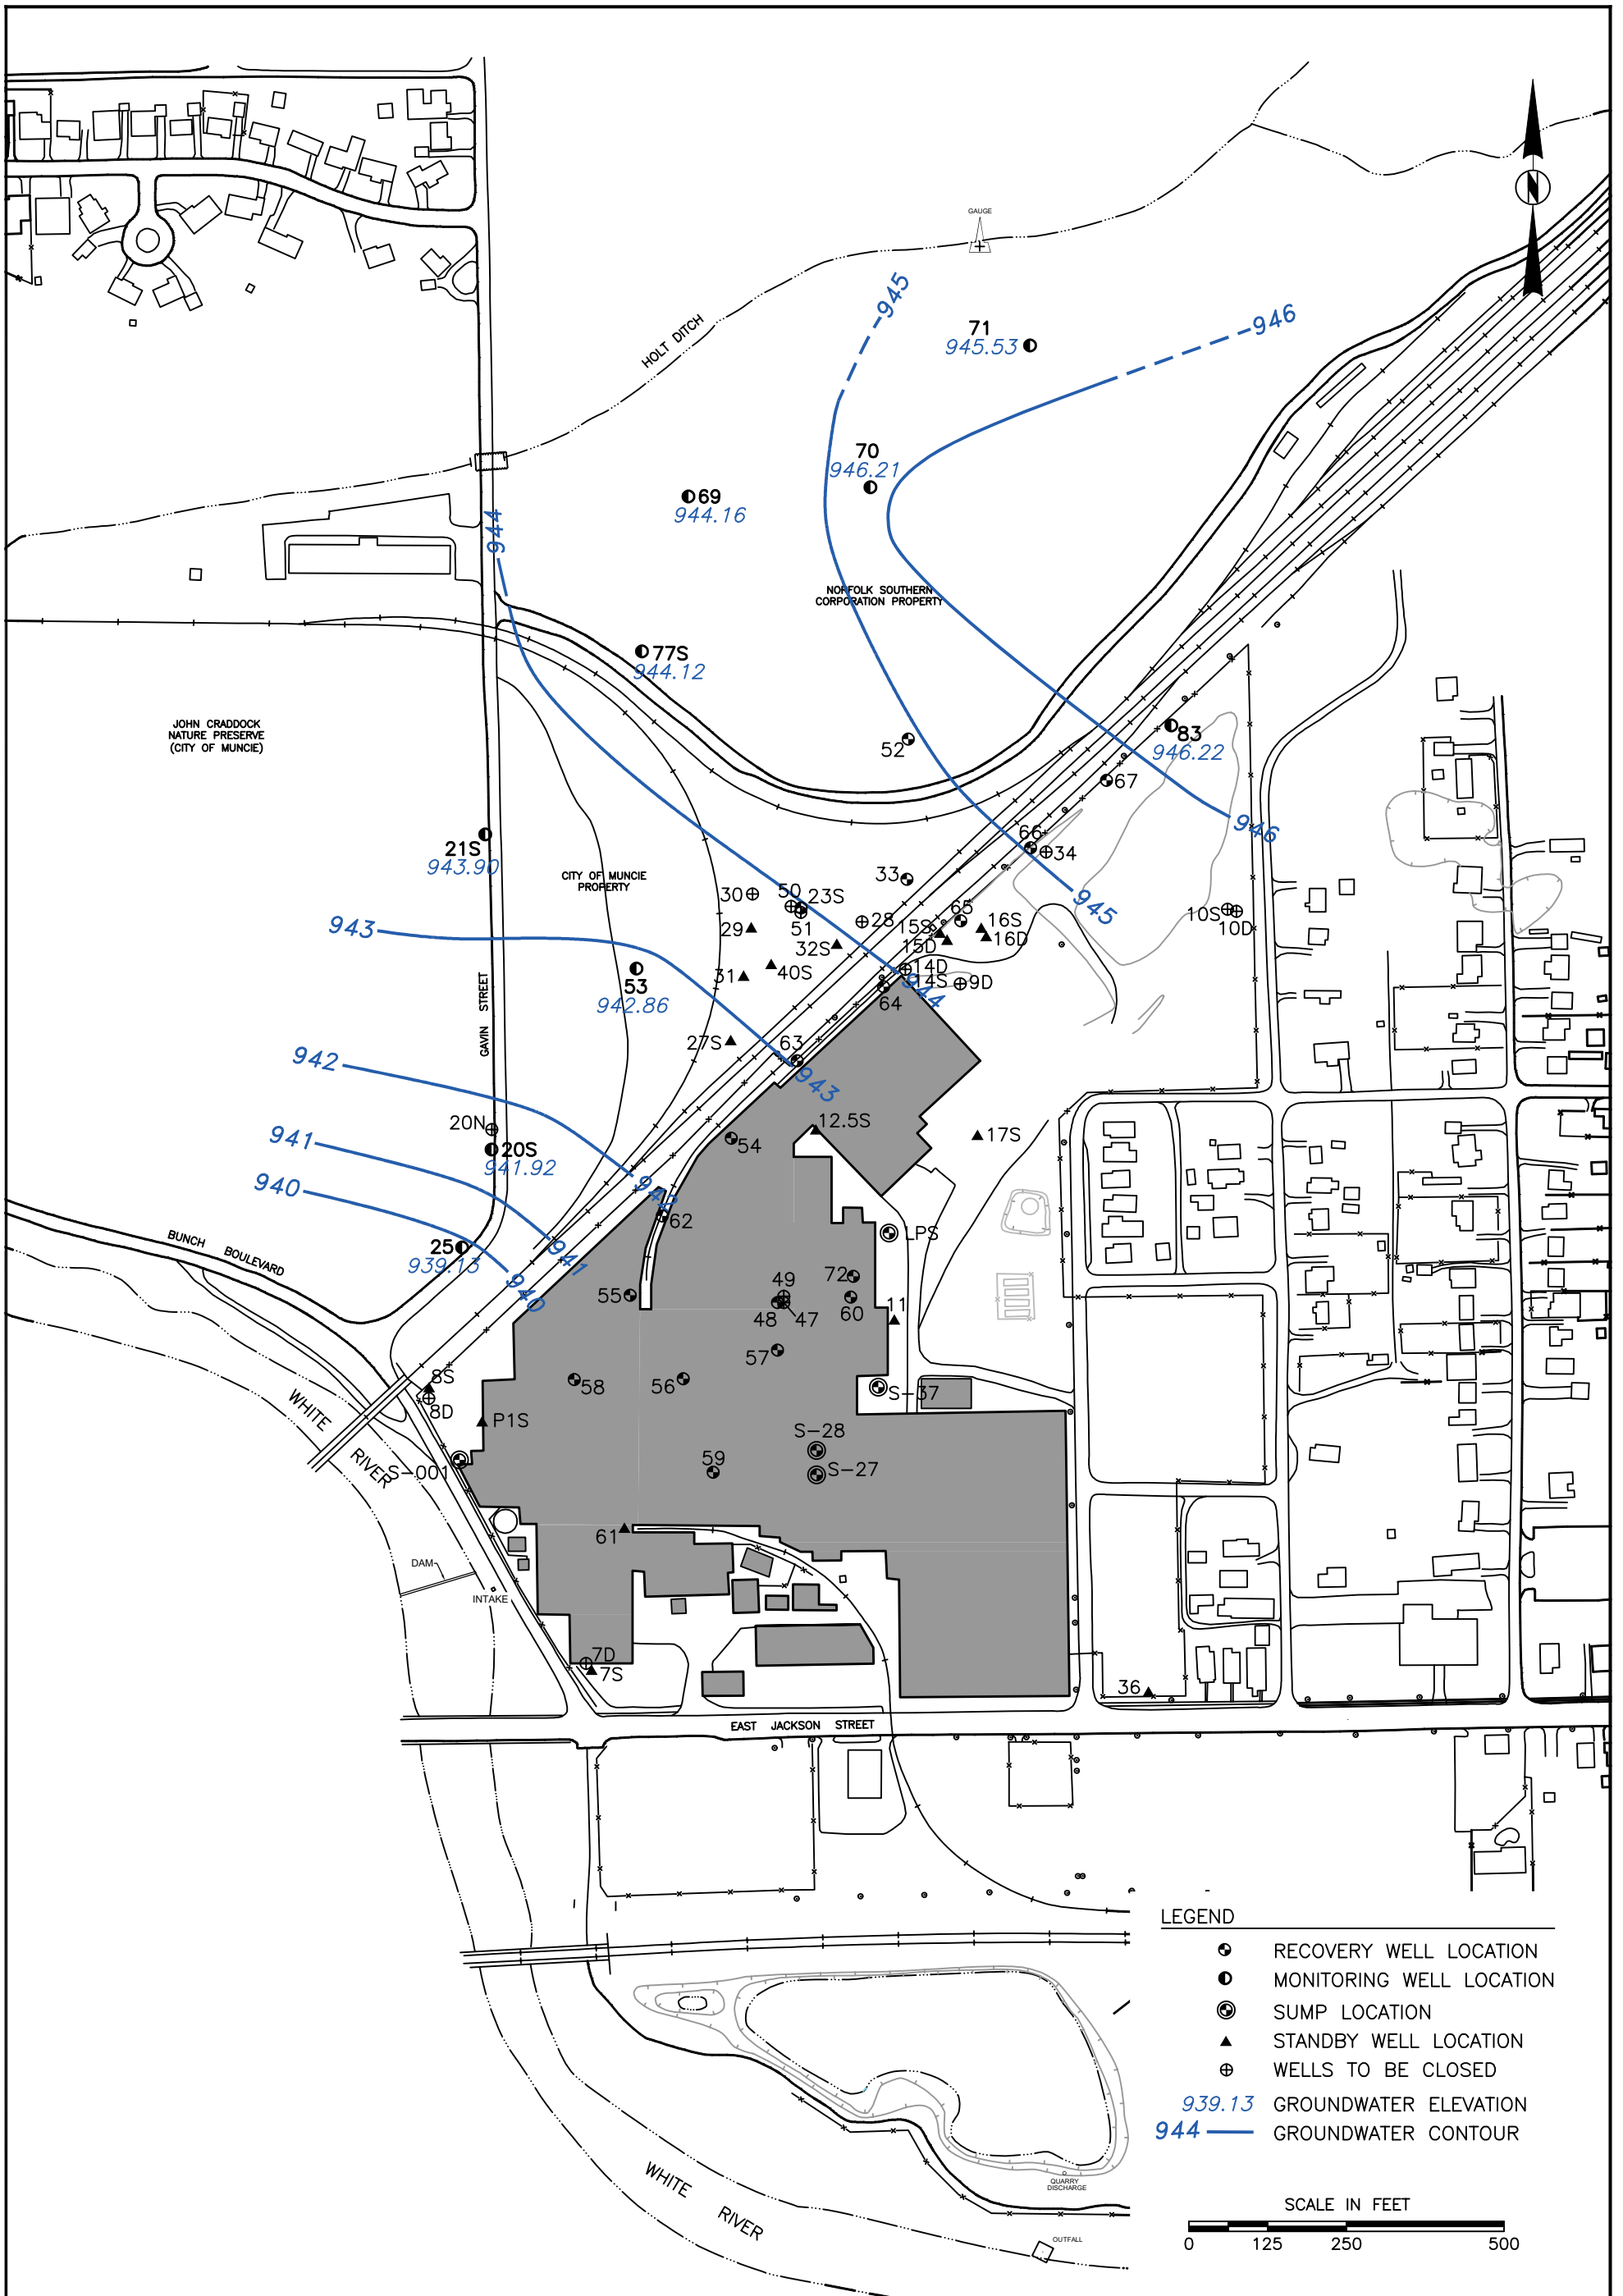 GAUGE
945
946
71
945.53
HOLT DITCH
70
946.21
69
944.16
944
NORFOLK SOUTHERN
CORPORATION PROPERTY
77S
944.12
JOHN CRADDOCK
NATURE PRESERVE
(CITY OF MUNCIE)
52
83
946.22
67
946
66
34
21S
943.90
CITY OF MUNCIE
PROPERTY
33
30
50
23S
51
28
65
16S
945
10S
10D
943
29
32S
15S
15D
16D
53
942.86
31
40S
14D
14S
9D
944
64
GAVIN STREET
27S
63
943
942
20N
20S
941.92
941
54
12.5S
17S
940
942
62
BUNCH BOULEVARD
25
939.13
941
940
LPS
55
49
72
48
47
60
11
57
58
56
S-37
8S
8D
P1S
WHITE RIVER
S-001
S-28
S-27
59
61
DAM
INTAKE
7D
7S
36
EAST JACKSON STREET
WHITE RIVER
QUARRY
DISCHARGE
OUTFALL
LEGEND
RECOVERY WELL LOCATION
MONITORING WELL LOCATION
SUMP LOCATION
STANDBY WELL LOCATION
WELLS TO BE CLOSED
939.13 GROUNDWATER ELEVATION
944 GROUNDWATER CONTOUR
SCALE IN FEET
0 125 250 500
N